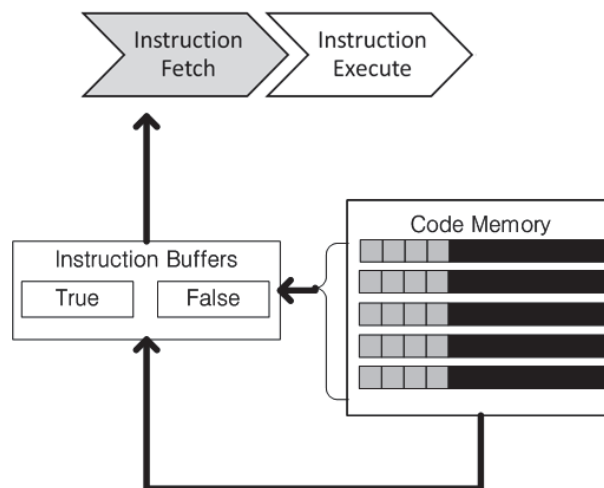 Instruction
Fetch
Instruction
Execute
Code Memory
Instruction Buffers
True
False